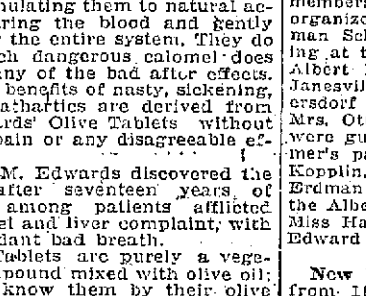 nulating them to natural ac-
ring the blood and gently
the entire system. They do
ch dangerous calomel does
any of the bad after effects.
benefits of nasty, sickening,
athartics are derived from
rds' Olive Tablets without
pain or any disagreeable ef-
M. Edwards discovered the
after seventeen years of
among patients afflicted
el and liver complaint, with
dant bad breath.
Tablets are purely a vege-
pound mixed with olive oil;
know them by their olive
members
organize
man Sc
ing at t
Albert
Janesvil
ersdorf
Mrs. Ot
were gu
mer's pa
Kopplin,
Erdman
the Albe
Miss Ha
Edward
New
from 1